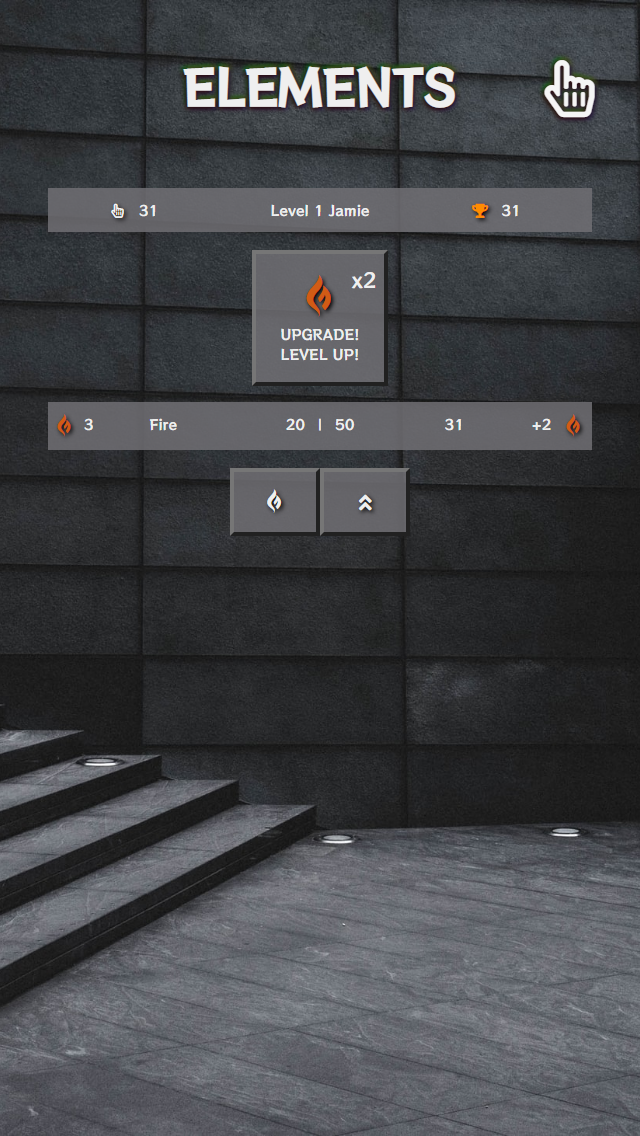 ELEMENTS
31 Level 1 Jamie 31
x2
UPGRADE!
LEVEL UP!
3 Fire 20 | 50 31 +2